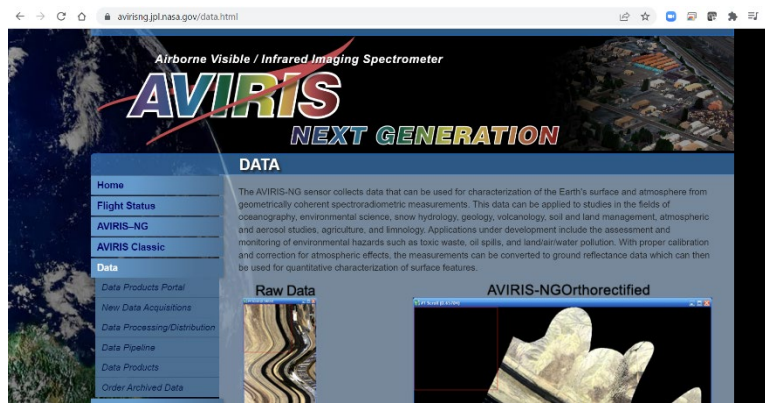 avirisng.jpl.nasa.gov/data.html
Airborne Visible / Infrared Imaging Spectrometer
AVIRIS
NEXT GENERATION
DATA
Home
Flight Status
AVIRIS–NG
AVIRIS Classic
Data
Data Products Portal
New Data Acquisitions
Data Processing/Distribution
Data Pipeline
Data Products
Order Archived Data
The AVIRIS-NG sensor collects data that can be used for characterization of the Earth's surface and atmosphere from
geometrically coherent spectroradiometric measurements. This data can be applied to studies in the fields of
oceanography, environmental science, snow hydrology, geology, volcanology, soil and land management, atmospheric
and aerosol studies, agriculture, and limnology. Applications under development include the assessment and
monitoring of environmental hazards such as toxic waste, oil spills, and land/air/water pollution. With proper calibration
and correction for atmospheric effects, the measurements can be converted to ground reflectance data which can then
be used for quantitative characterization of surface features.
Raw Data
AVIRIS-NGOrthorectified